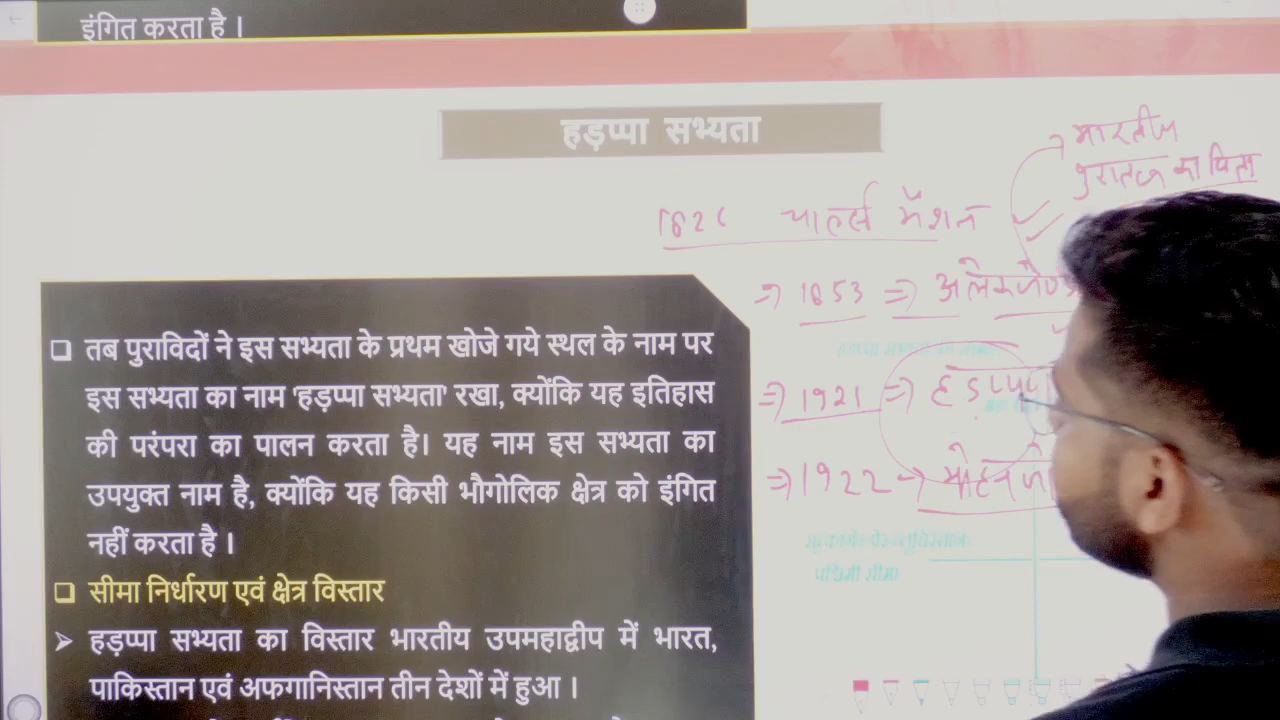 इंगित करता है ।
हड़प्पा सभ्यता
भारतीज
पुरातत्ज का पिता
1826 चार्ल्स मैशन
⇒ 1853 ⇒
⇒ 1921 ⇒ हड़प्पा
⇒ 1922 →
❑ तब पुराविदों ने इस सभ्यता के प्रथम खोजे गये स्थल के नाम पर
इस सभ्यता का नाम 'हड़प्पा सभ्यता' रखा, क्योंकि यह इतिहास
की परंपरा का पालन करता है। यह नाम इस सभ्यता का
उपयुक्त नाम है, क्योंकि यह किसी भौगोलिक क्षेत्र को इंगित
नहीं करता है ।
❑ सीमा निर्धारण एवं क्षेत्र विस्तार
➢ हड़प्पा सभ्यता का विस्तार भारतीय उपमहाद्वीप में भारत,
पाकिस्तान एवं अफगानिस्तान तीन देशों में हुआ ।